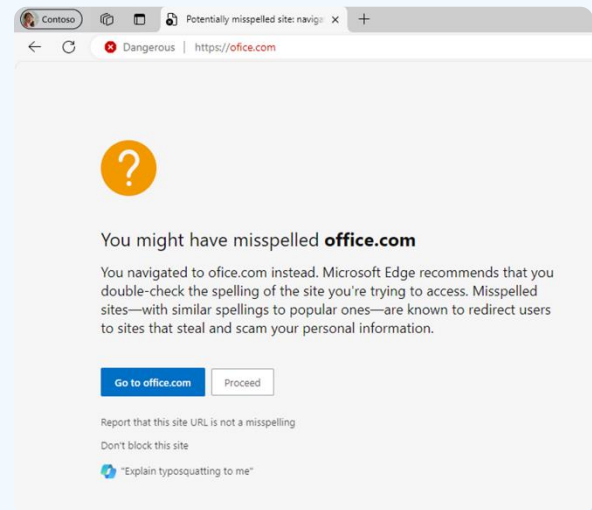 Contoso
Potentially misspelled site: naviga
Dangerous | https://ofice.com
?
You might have misspelled office.com
You navigated to ofice.com instead. Microsoft Edge recommends that you
double-check the spelling of the site you're trying to access. Misspelled
sites—with similar spellings to popular ones—are known to redirect users
to sites that steal and scam your personal information.
Go to office.com
Proceed
Report that this site URL is not a misspelling
Don't block this site
"Explain typosquatting to me"